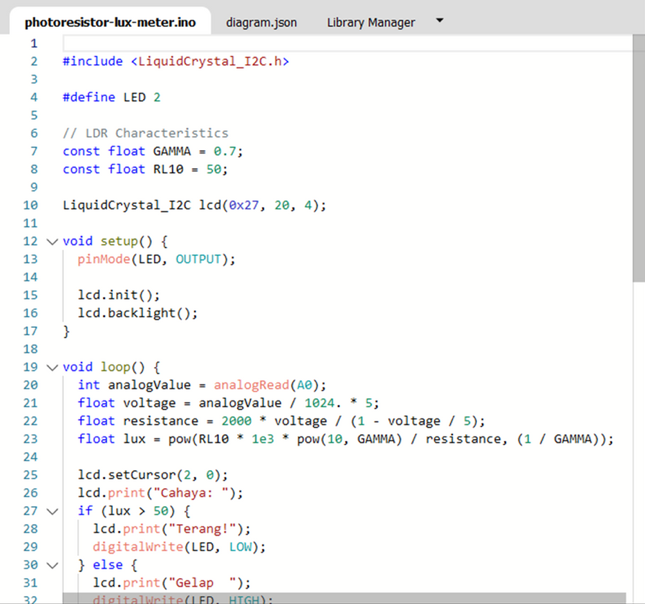 photoresistor-lux-meter.ino diagram.json Library Manager
1
2 #include <LiquidCrystal_I2C.h>
3
4 #define LED 2
5
6 // LDR Characteristics
7 const float GAMMA = 0.7;
8 const float RL10 = 50;
9
10 LiquidCrystal_I2C lcd(0x27, 20, 4);
11
12 void setup() {
13 pinMode(LED, OUTPUT);
14
15 lcd.init();
16 lcd.backlight();
17 }
18
19 void loop() {
20 int analogValue = analogRead(A0);
21 float voltage = analogValue / 1024. * 5;
22 float resistance = 2000 * voltage / (1 - voltage / 5);
23 float lux = pow(RL10 * 1e3 * pow(10, GAMMA) / resistance, (1 / GAMMA));
24
25 lcd.setCursor(2, 0);
26 lcd.print("Cahaya: ");
27 if (lux > 50) {
28 lcd.print("Terang!");
29 digitalWrite(LED, LOW);
30 } else {
31 lcd.print("Gelap  ");
32 digitalWrite(LED, HIGH);